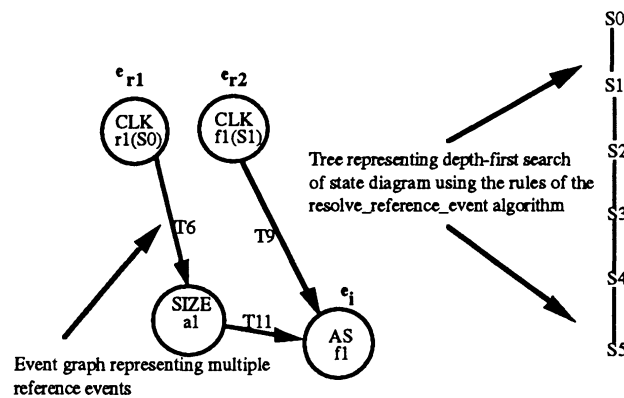 S0
e r1
e r2
S1
CLK
r1(S0)
CLK
f1(S1)
S2
Tree representing depth-first search
of state diagram using the rules of the
resolve_reference_event algorithm
S3
T6
T9
S4
e i
SIZE
a1
T11
AS
f1
S5
Event graph representing multiple
reference events